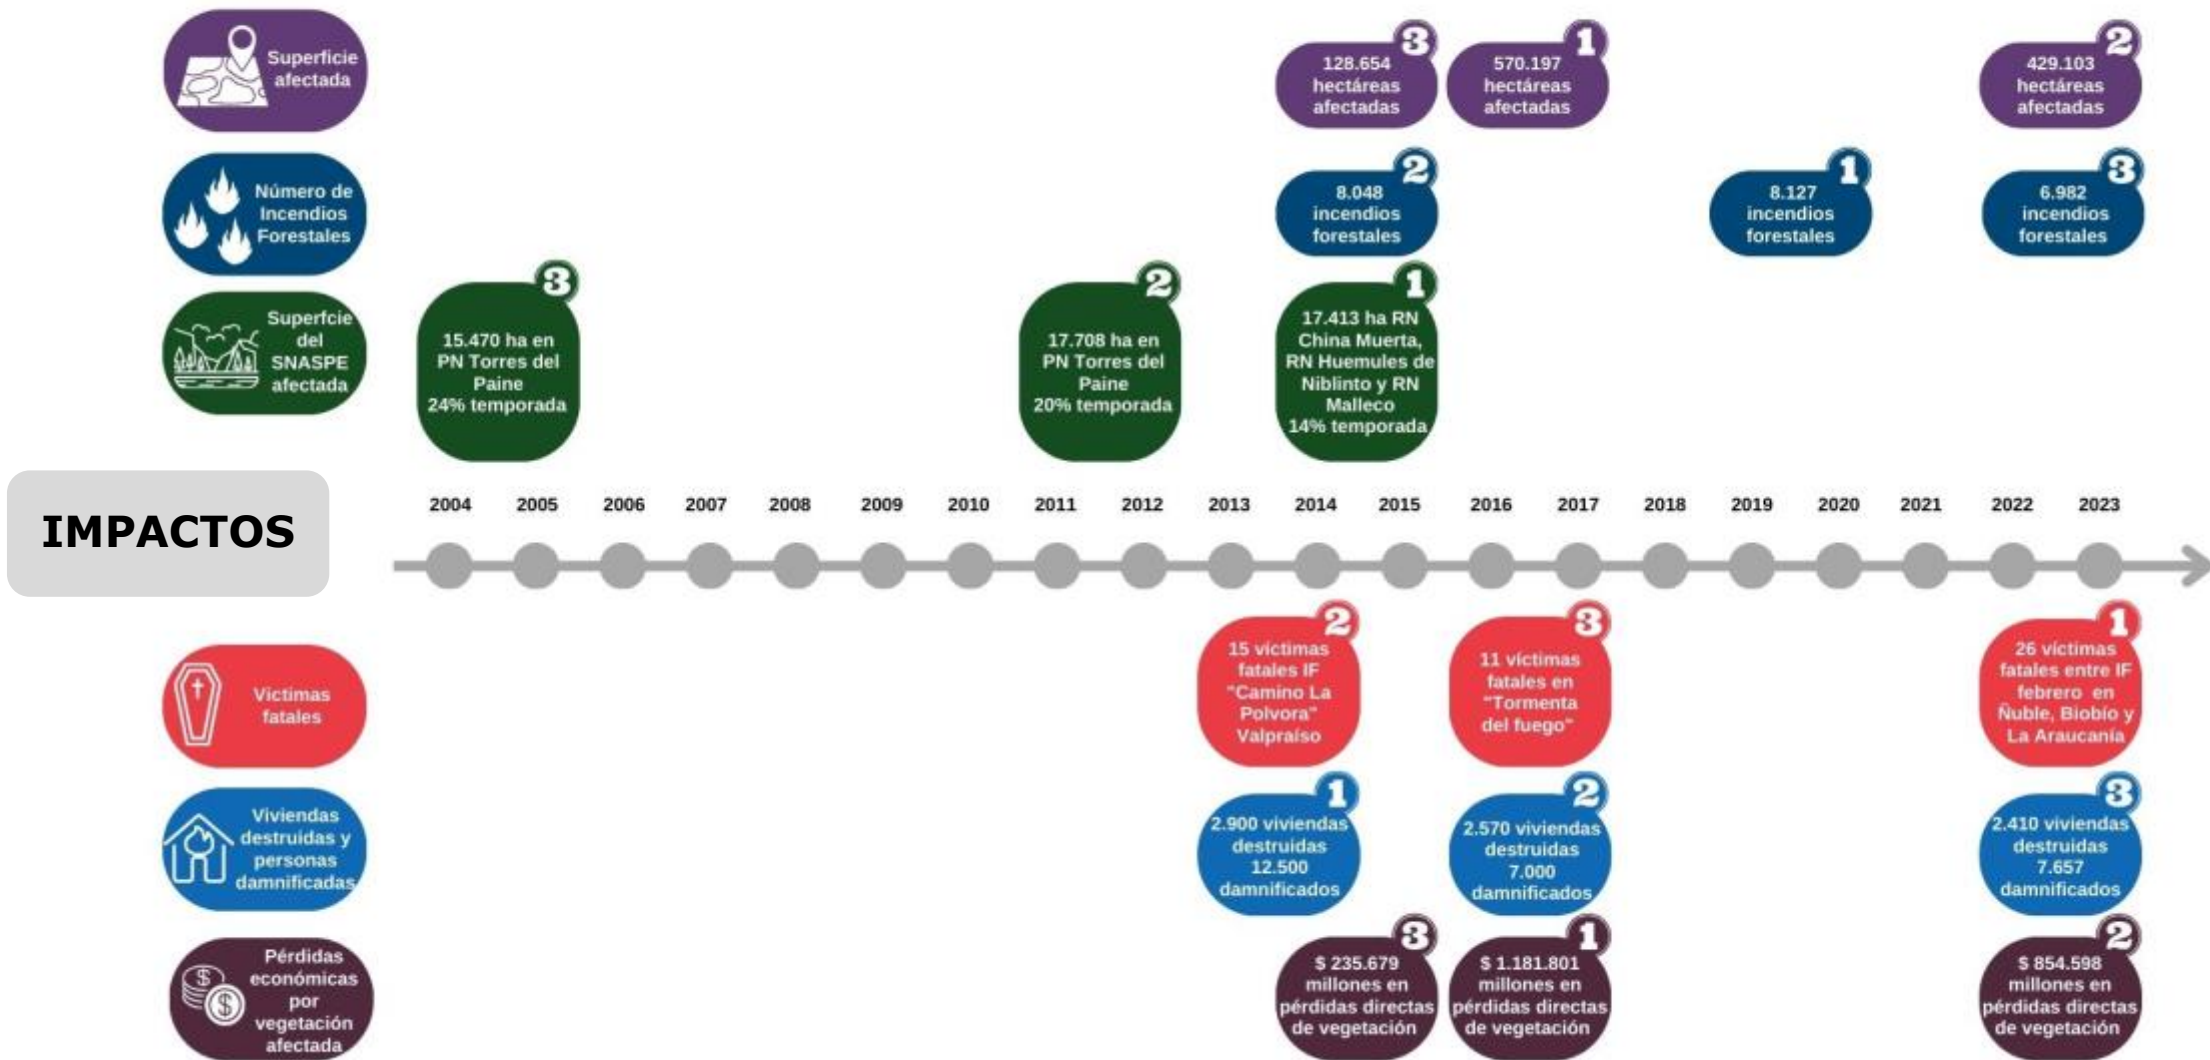 Superficie
afectada
3
128.654
hectáreas
afectadas
1
570.197
hectáreas
afectadas
2
429.103
hectáreas
afectadas
Número de
Incendios
Forestales
2
8.048
incendios
forestales
1
8.127
incendios
forestales
3
6.982
incendios
forestales
Superfcie
del
SNASPE
afectada
3
15.470 ha en
PN Torres del
Paine
24% temporada
2
17.708 ha en
PN Torres del
Paine
20% temporada
1
17.413 ha RN
China Muerta,
RN Huemules de
Niblinto y RN
Malleco
14% temporada
IMPACTOS
2004 2005 2006 2007 2008 2009 2010 2011 2012 2013 2014 2015 2016 2017 2018 2019 2020 2021 2022 2023
Victimas
fatales
2
15 víctimas
fatales IF
"Camino La
Polvora"
Valpraíso
3
11 víctimas
fatales en
"Tormenta
del fuego"
1
26 víctimas
fatales entre IF
febrero en
Ñuble, Biobío y
La Araucanía
Viviendas
destruidas y
personas
damnificadas
1
2.900 viviendas
destruidas
12.500
damnificados
2
2.570 viviendas
destruidas
7.000
damnificados
3
2.410 viviendas
destruidas
7.657
damnificados
Pérdidas
económicas
por
vegetación
afectada
$
$
3
$ 235.679
millones en
pérdidas directas
de vegetación
1
$ 1.181.801
millones en
pérdidas directas
de vegetación
2
$ 854.598
millones en
pérdidas directas
de vegetación